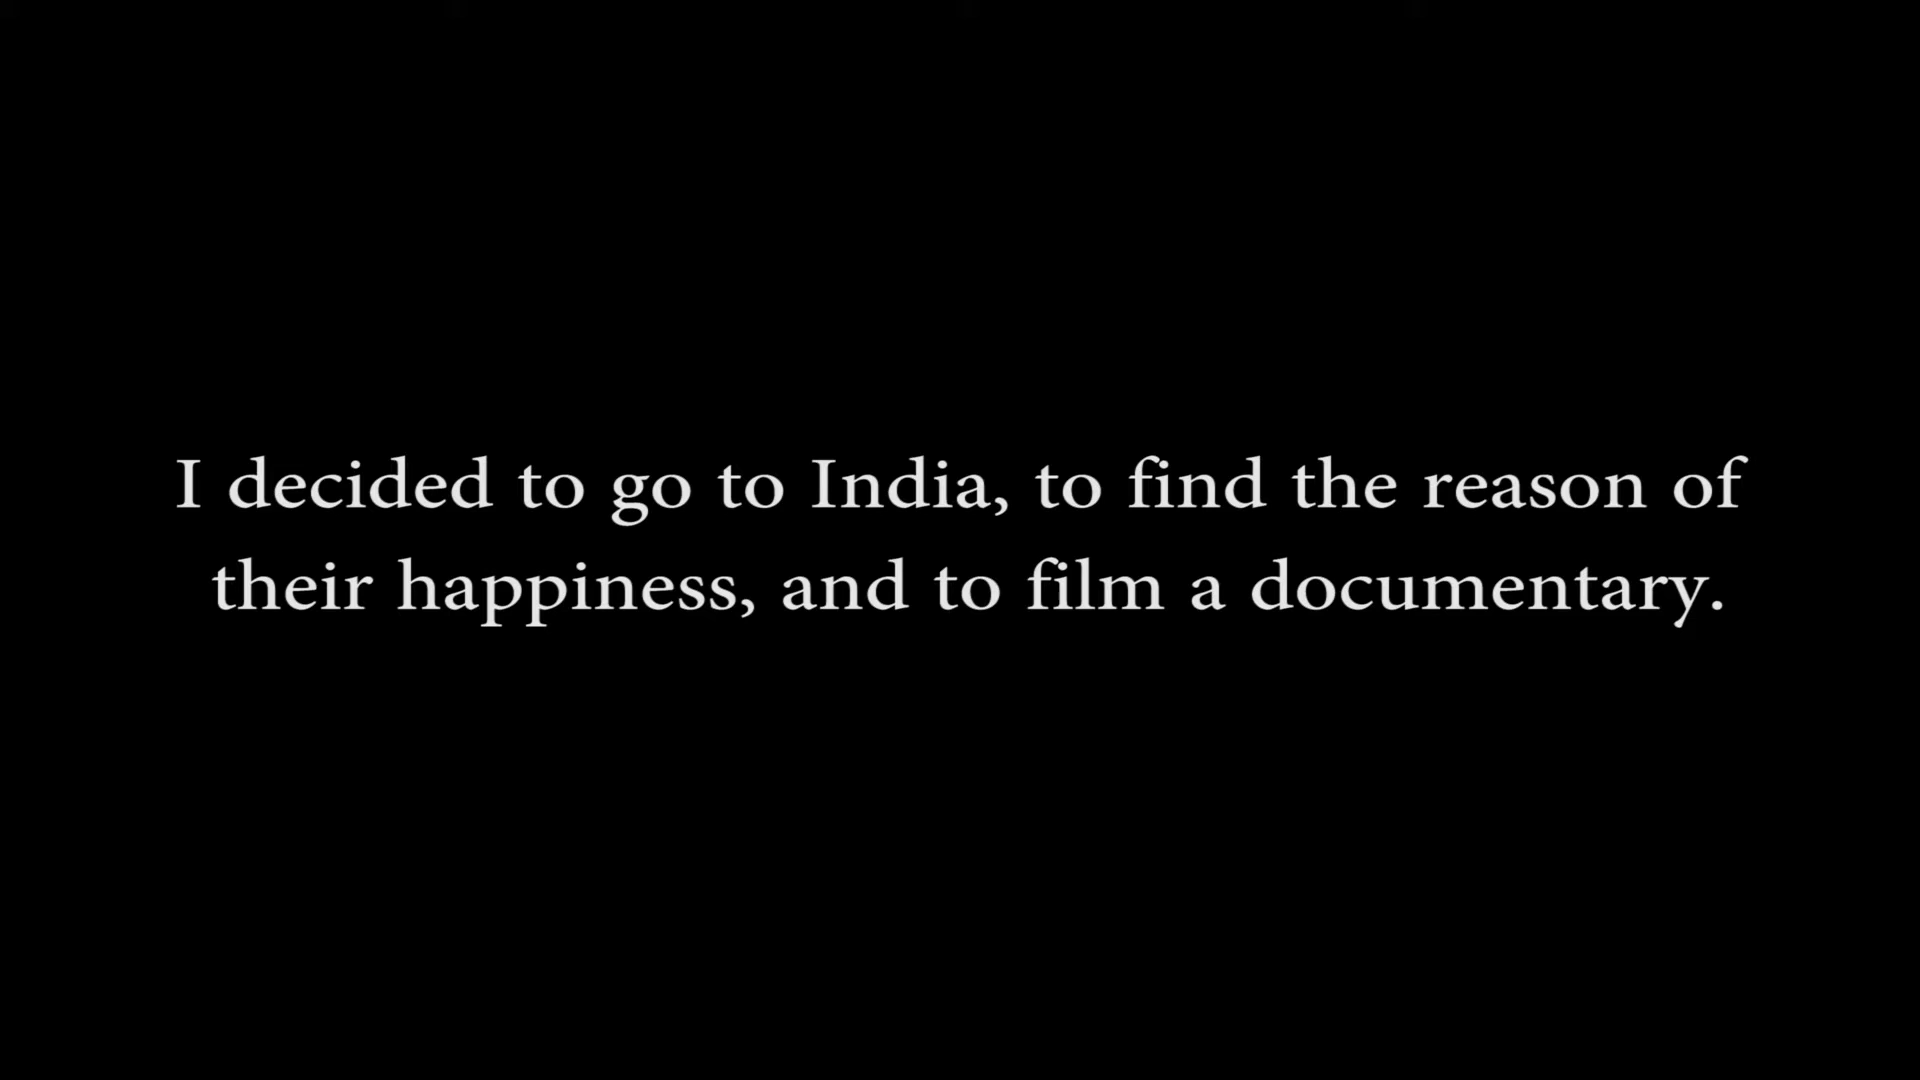 I decided to go to India, to find the reason of
their happiness, and to film a documentary.